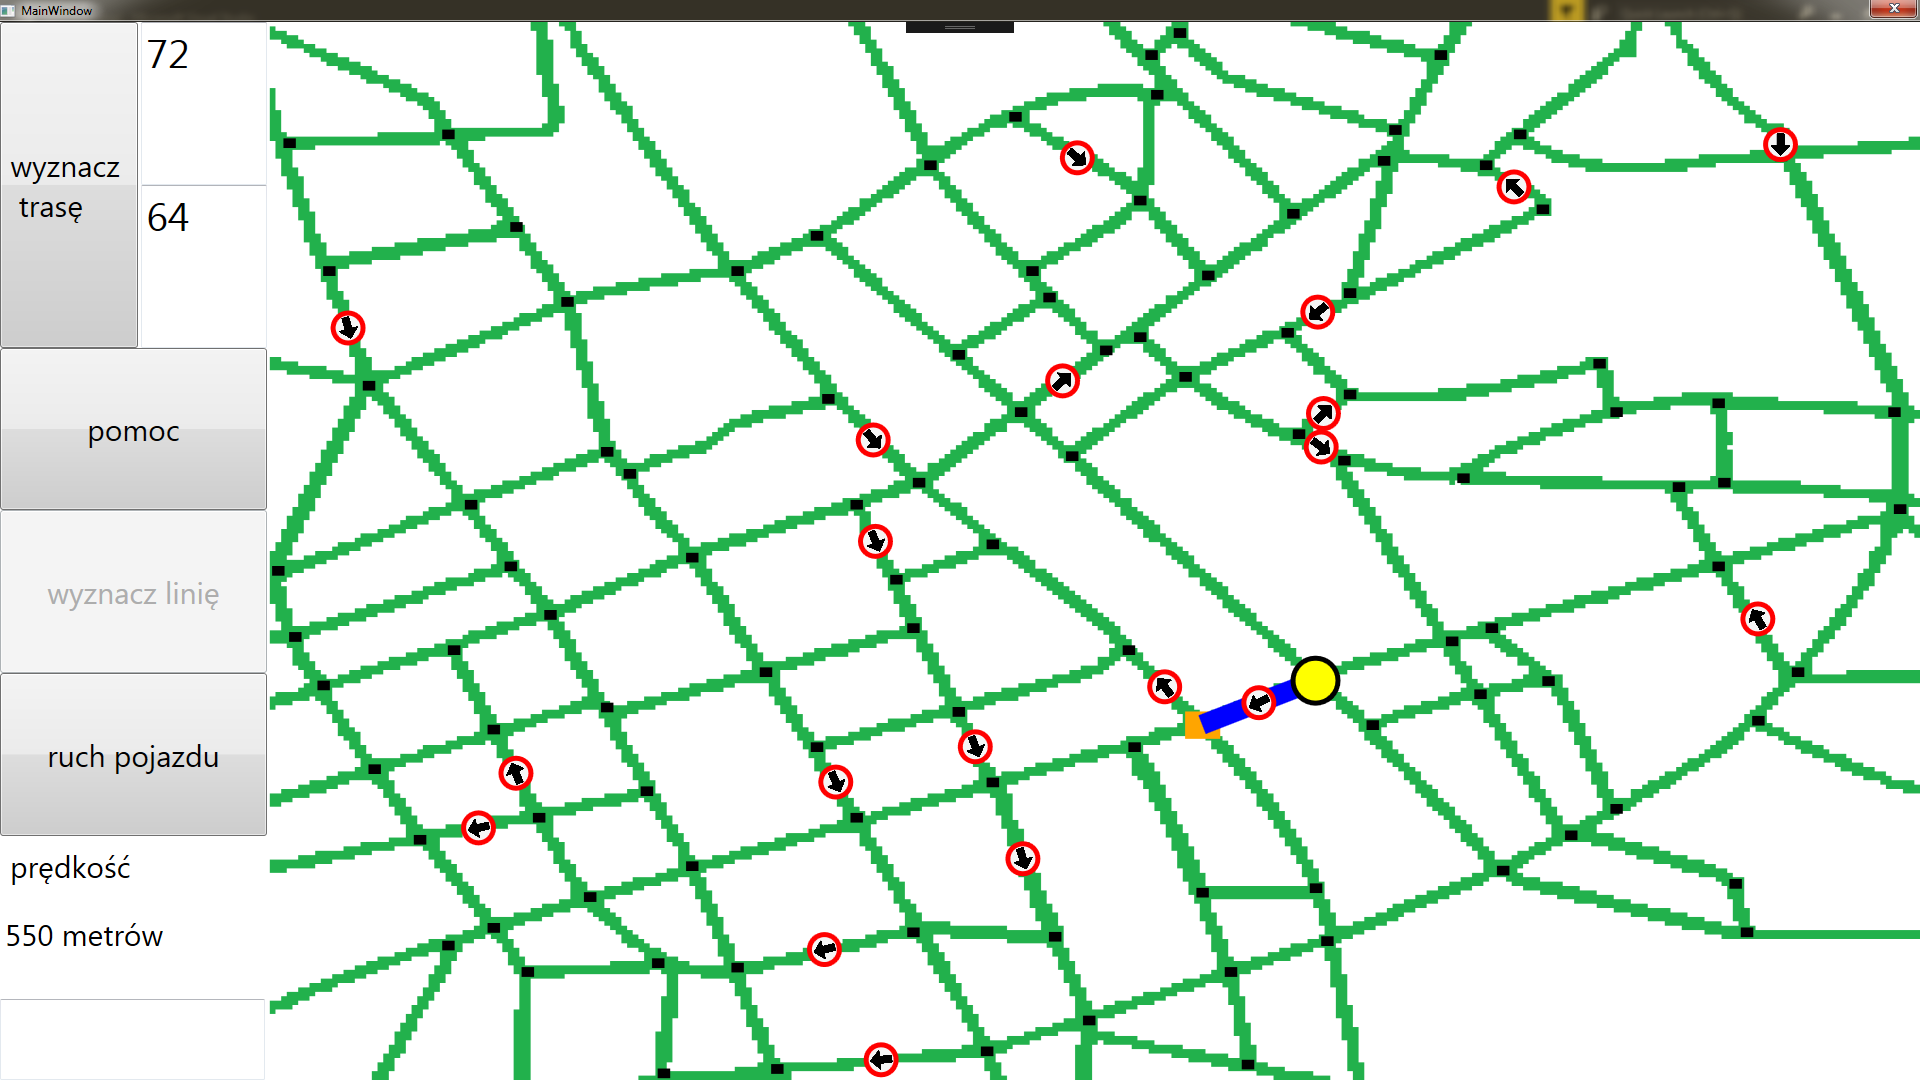 MainWindow
72
wyznacz
trasę
64
pomoc
wyznacz linię
ruch pojazdu
prędkość
550 metrów